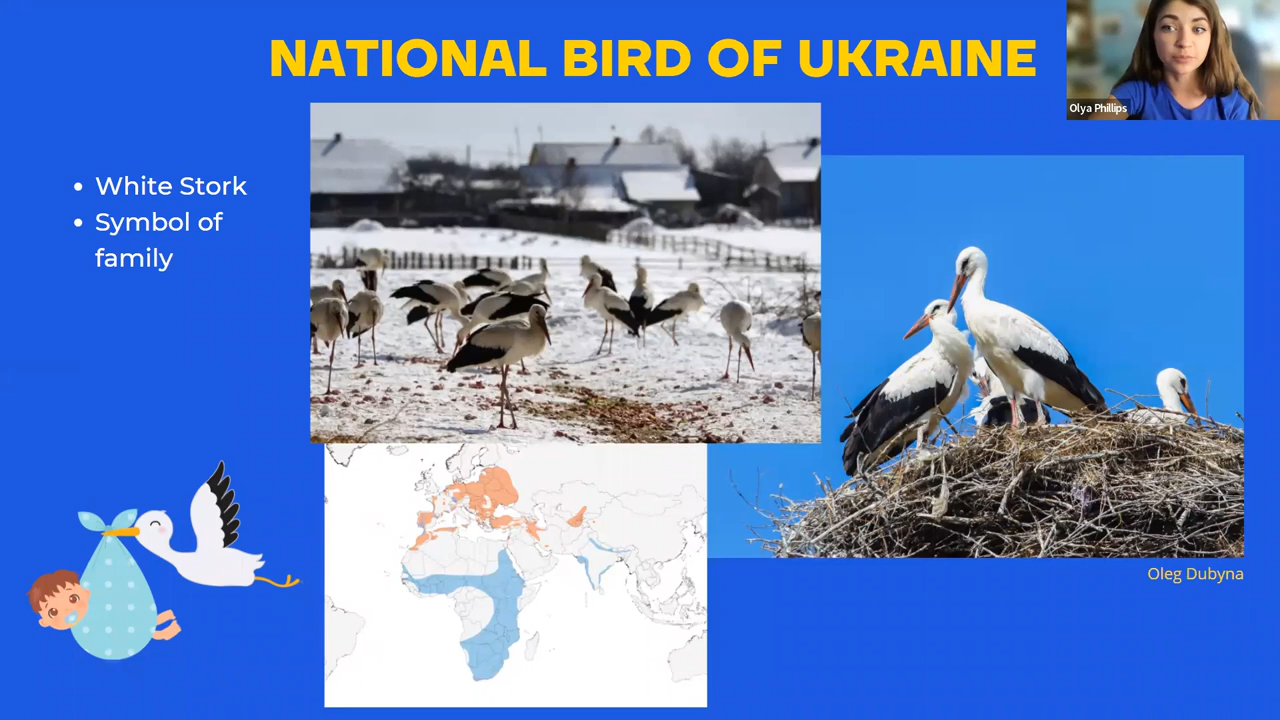 NATIONAL BIRD OF UKRAINE
Olya Phillips
• White Stork
• Symbol of
family
Oleg Dubyna